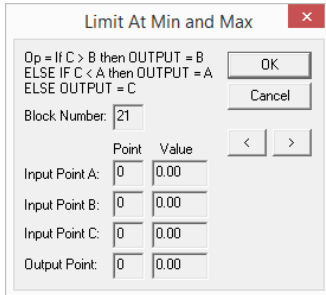 Limit At Min and Max
×
Op = If C > B then OUTPUT = B
ELSE IF C < A then OUTPUT = A
ELSE OUTPUT = C
OK
Cancel
Block Number: 21
< >
Point Value
Input Point A: 0 0.00
Input Point B: 0 0.00
Input Point C: 0 0.00
Output Point: 0 0.00